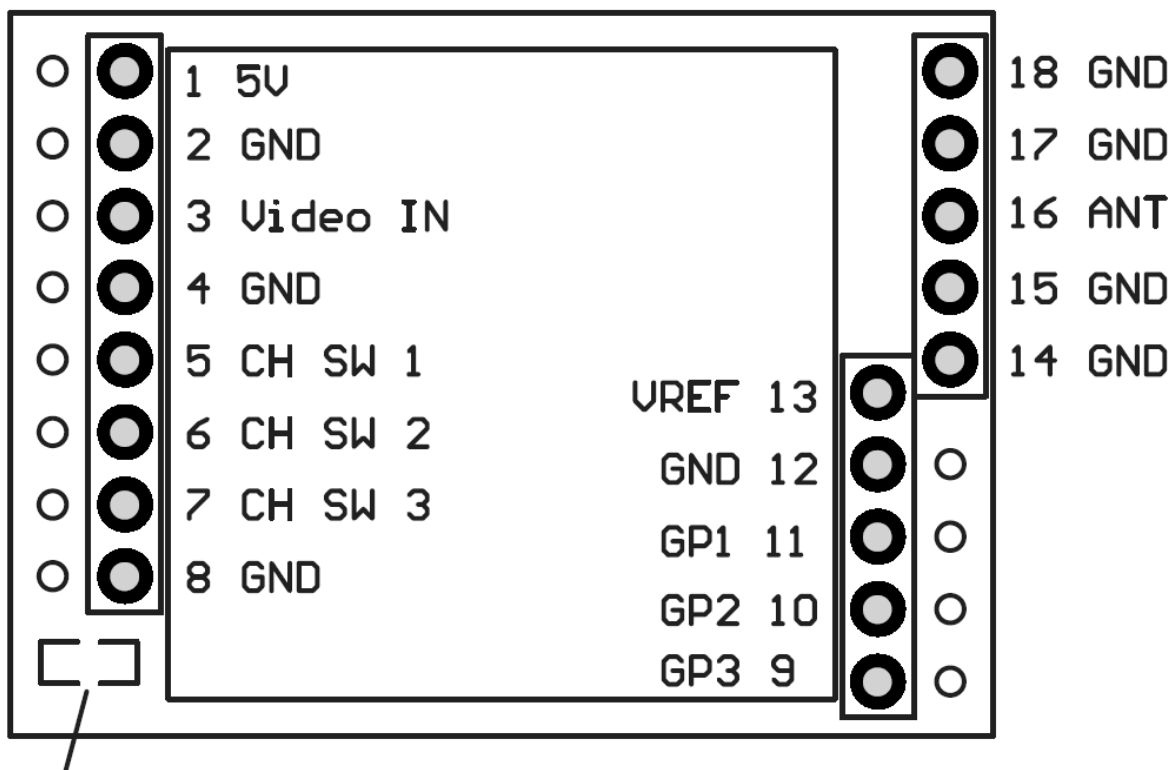 1 5V
2 GND
3 Video IN
4 GND
5 CH SW 1
6 CH SW 2
7 CH SW 3
8 GND
VREF 13
GND 12
GP1 11
GP2 10
GP3 9
18 GND
17 GND
16 ANT
15 GND
14 GND